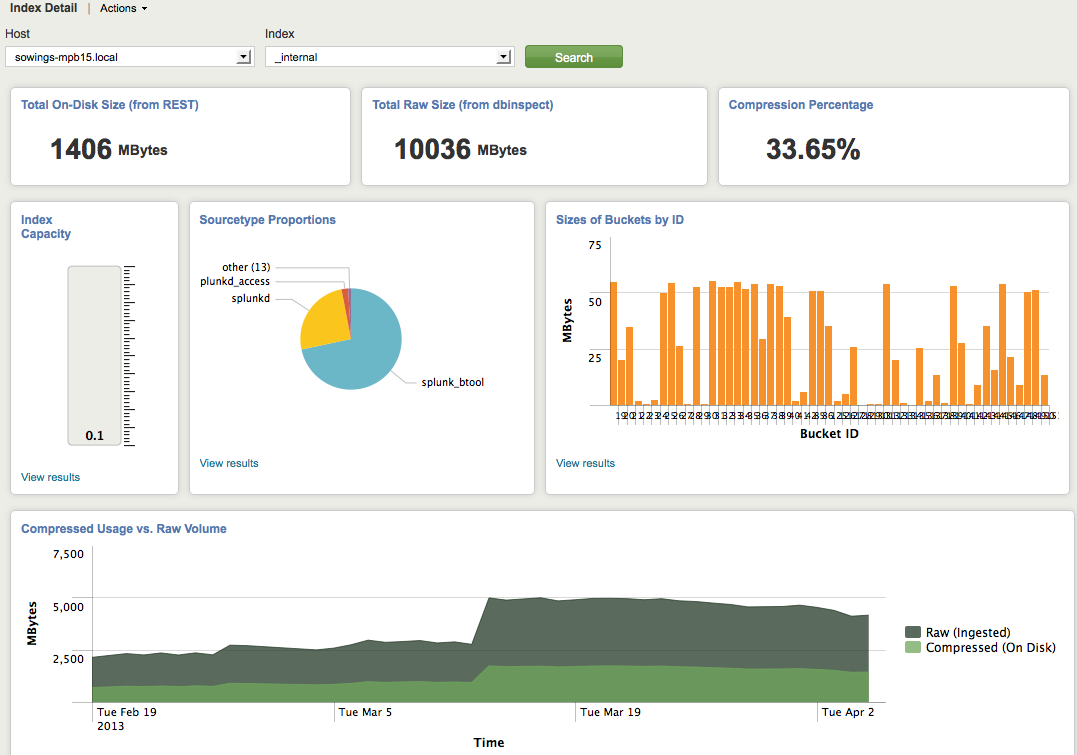 Index Detail | Actions
Host
Index
sowings-mpb15.local
_internal
Search
Total On-Disk Size (from REST)
1406 MBytes
Total Raw Size (from dbinspect)
10036 MBytes
Compression Percentage
33.65%
Index
Capacity
0.1
View results
Sourcetype Proportions
other (13)
plunkd_access
splunkd
splunk_btool
View results
Sizes of Buckets by ID
75
50
25
MBytes
Bucket ID
View results
Compressed Usage vs. Raw Volume
7,500
5,000
2,500
MBytes
Tue Feb 19
2013
Tue Mar 5
Tue Mar 19
Tue Apr 2
Time
Raw (Ingested)
Compressed (On Disk)